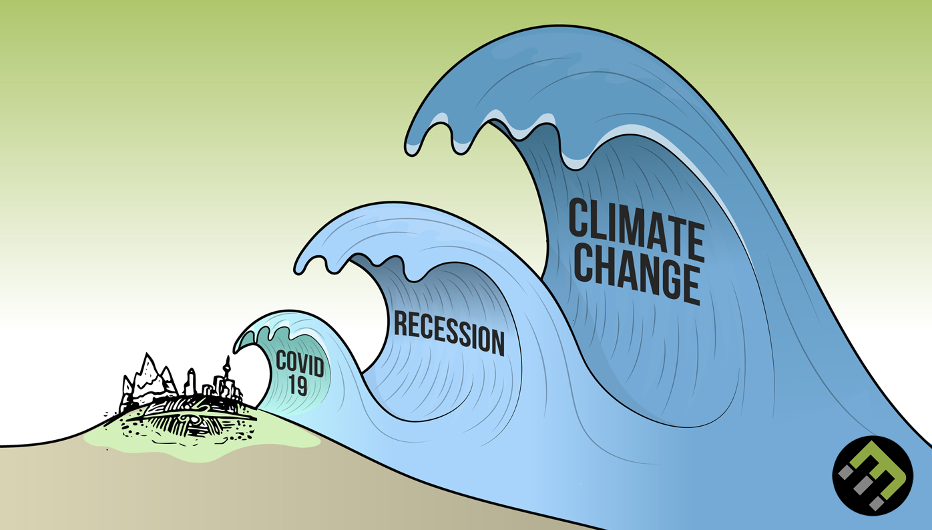 CLIMATE
CHANGE
RECESSION
COVID
19